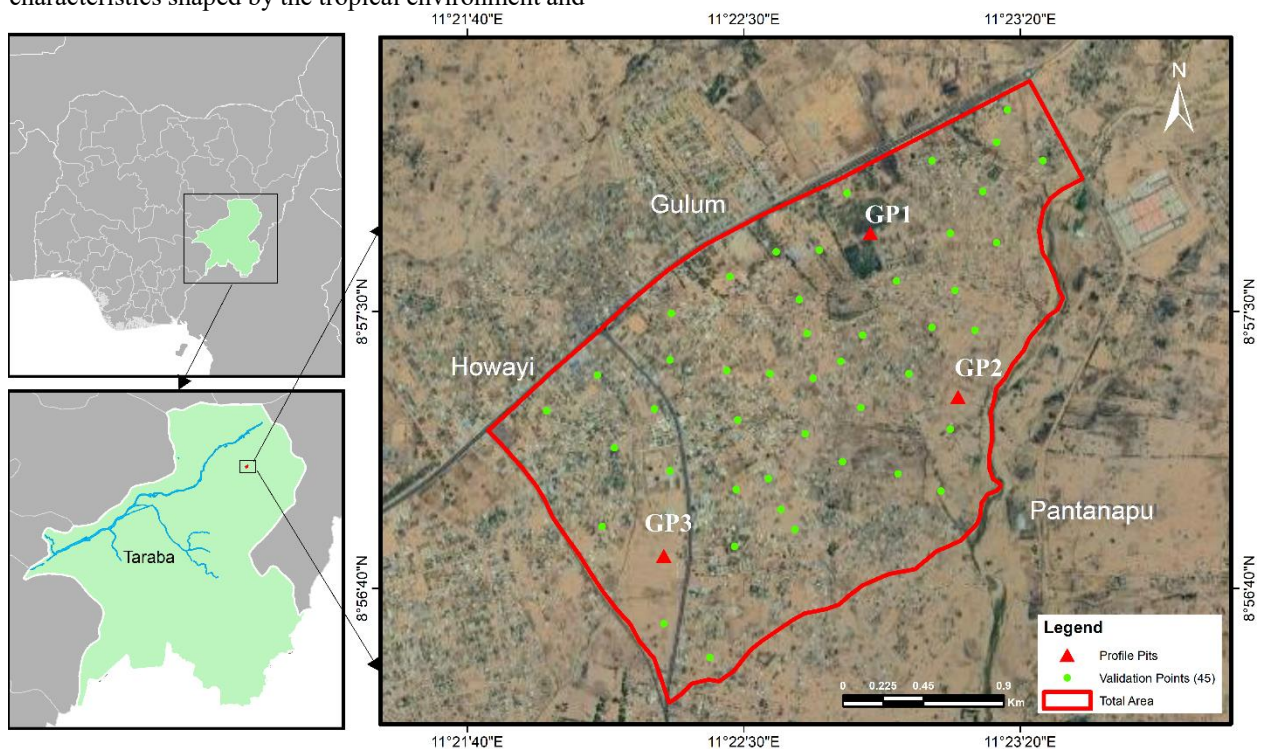 characteristics shaped by the tropical environment and
11°21'40"E
11°22'30"E
11°23'20"E
N
Gulum
GP1
8°57'30"N
8°57'30"N
Howayi
GP2
Taraba
GP3
Pantanapu
8°56'40"N
8°56'40"N
Legend
Profile Pits
Validation Points (45)
Total Area
0 0.225 0.45 0.9
Km
11°21'40"E
11°22'30"E
11°23'20"E